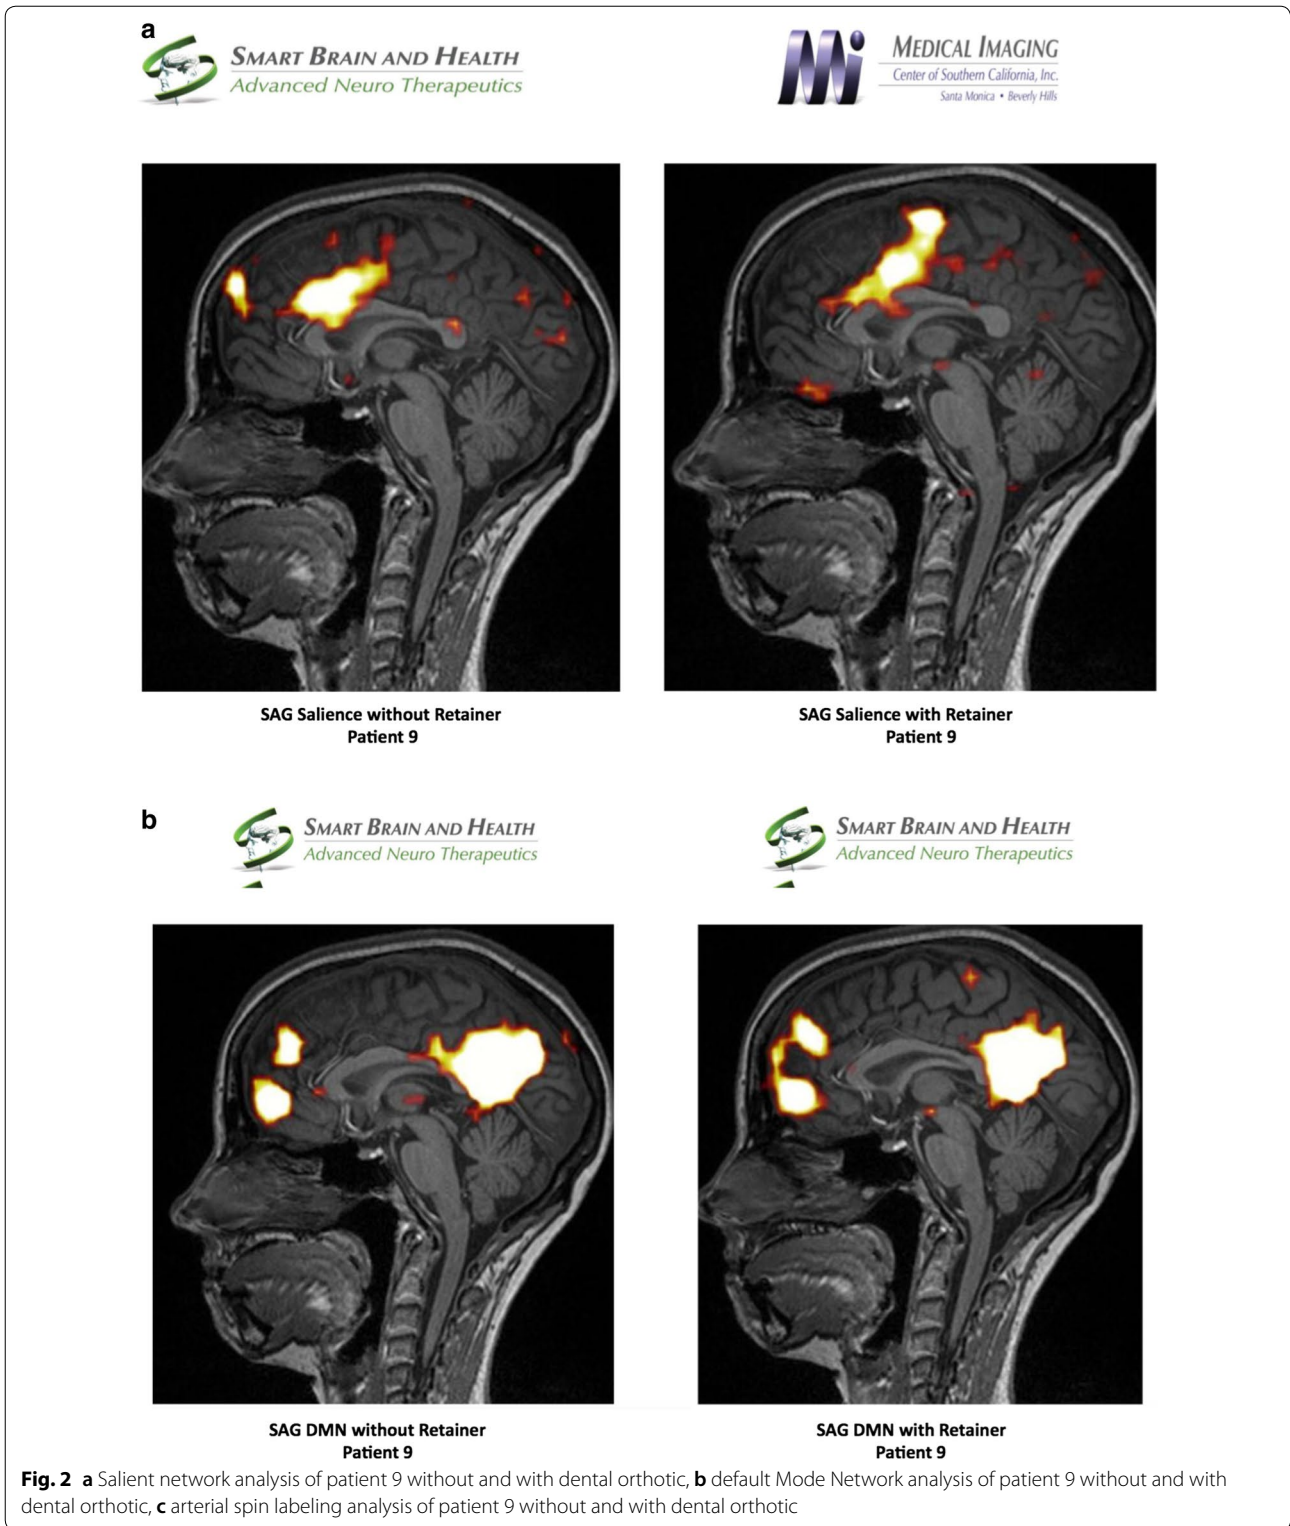 a
SMART BRAIN AND HEALTH
Advanced Neuro Therapeutics
MEDICAL IMAGING
Center of Southern California, Inc.
Santa Monica • Beverly Hills
SAG Salience without Retainer
Patient 9
SAG Salience with Retainer
Patient 9
b
SMART BRAIN AND HEALTH
Advanced Neuro Therapeutics
SMART BRAIN AND HEALTH
Advanced Neuro Therapeutics
SAG DMN without Retainer
Patient 9
SAG DMN with Retainer
Patient 9
Fig. 2 a Salient network analysis of patient 9 without and with dental orthotic, b default Mode Network analysis of patient 9 without and with
dental orthotic, c arterial spin labeling analysis of patient 9 without and with dental orthotic